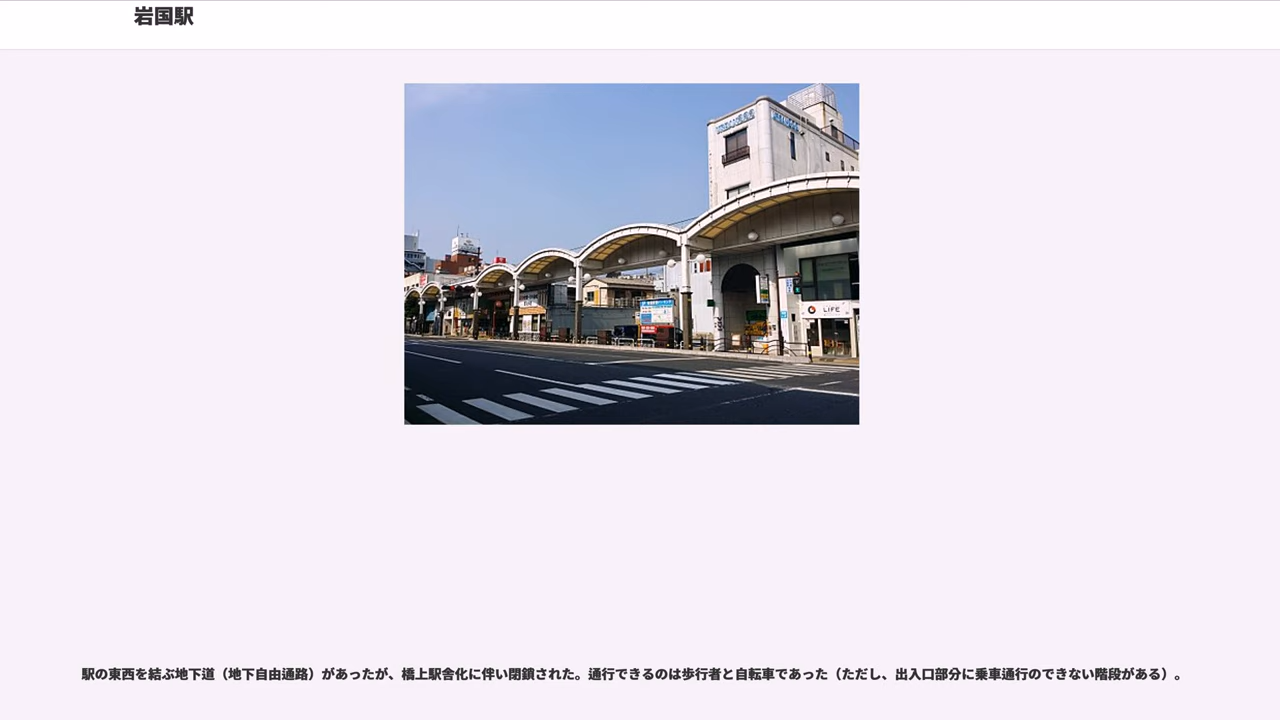 岩国駅
LIFE
駅の東西を結ぶ地下道（地下自由通路）があったが、橋上駅舎化に伴い閉鎖された。通行できるのは歩行者と自転車であった（ただし、出入口部分に乗車通行のできない階段がある）。